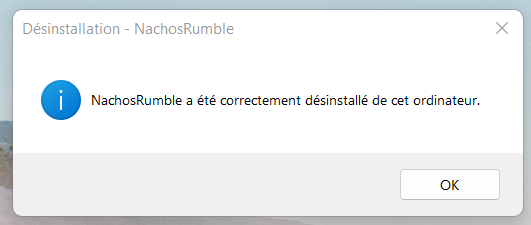 Désinstallation - NachosRumble
NachosRumble a été correctement désinstallé de cet ordinateur.
OK